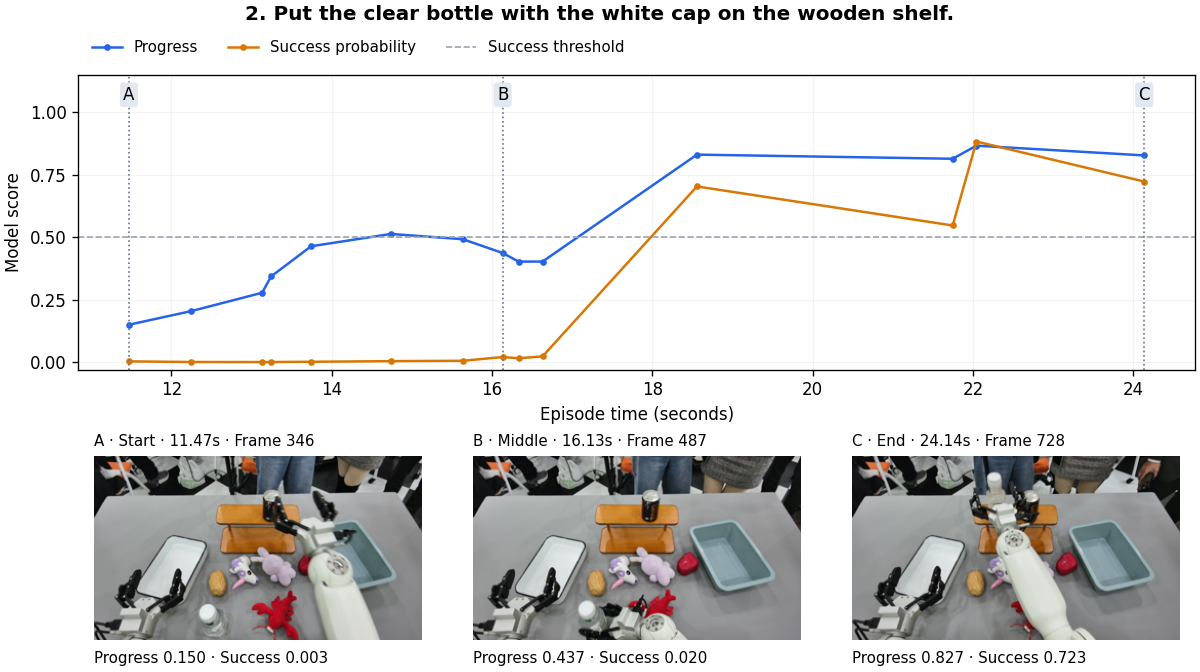 2. Put the clear bottle with the white cap on the wooden shelf.
Progress
Success probability
Success threshold
A
B
C
1.00
0.75
0.50
0.25
0.00
Model score
12
14
16
18
20
22
24
Episode time (seconds)
A · Start · 11.47s · Frame 346
B · Middle · 16.13s · Frame 487
C · End · 24.14s · Frame 728
Progress 0.150 · Success 0.003
Progress 0.437 · Success 0.020
Progress 0.827 · Success 0.723